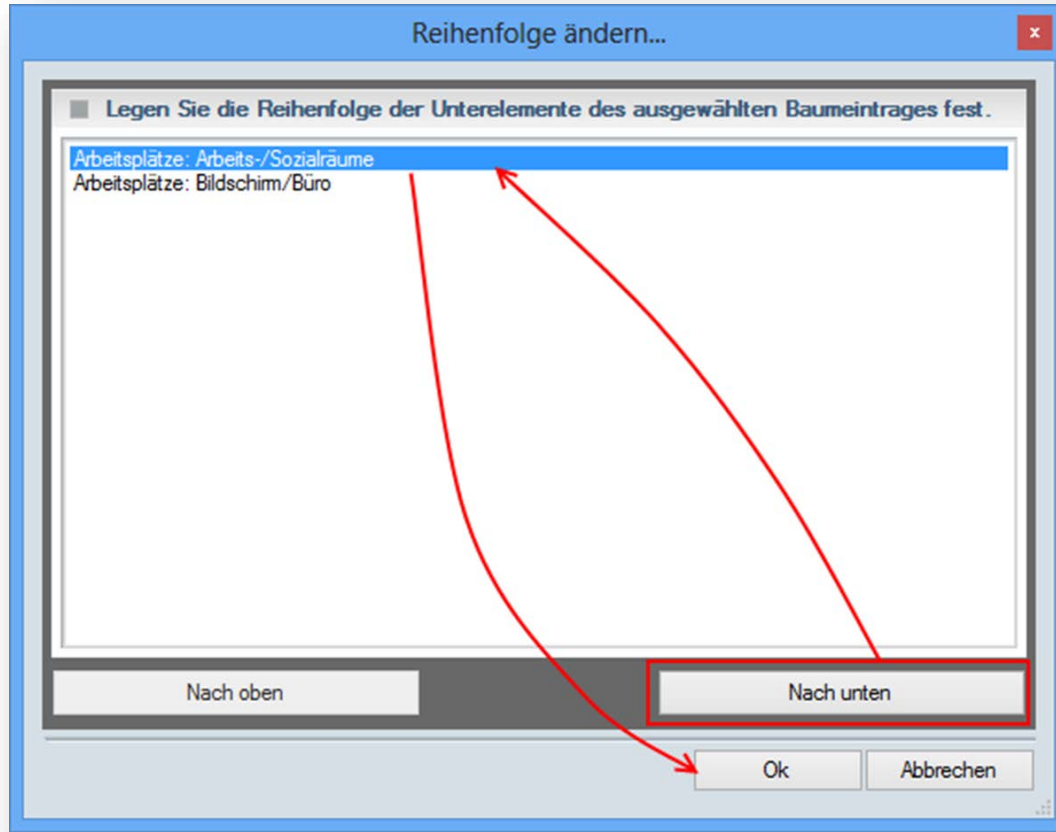 Reihenfolge ändern...
x
Legen Sie die Reihenfolge der Unterelemente des ausgewählten Baumeintrages fest.
Arbeitsplätze: Arbeits-/Sozialräume
Arbeitsplätze: Bildschirm/Büro
Nach oben
Nach unten
Ok
Abbrechen